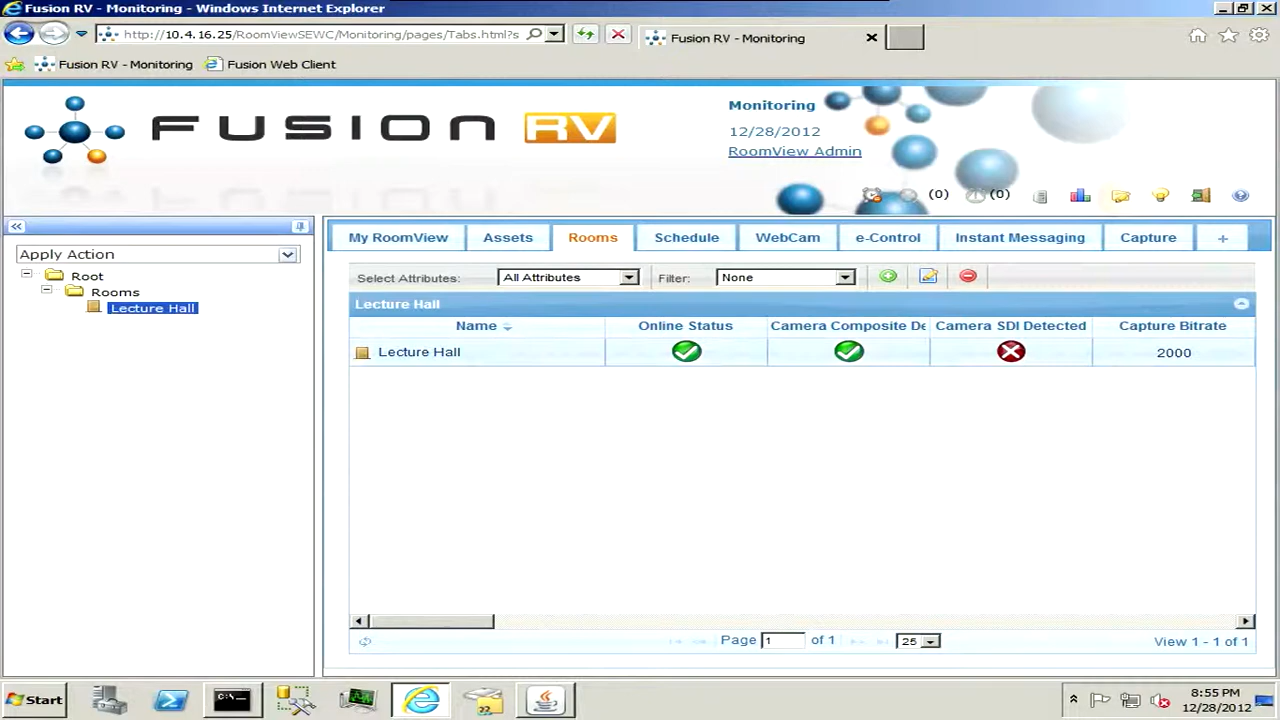 Fusion RV - Monitoring - Windows Internet Explorer
http://10.4.16.25/RoomViewSEWC/Monitoring/pages/Tabs.html?s
Fusion RV - Monitoring
Fusion RV - Monitoring
Fusion Web Client
FUSION RV
Monitoring
12/28/2012
RoomView Admin
(0)
(0)
Apply Action
Root
Rooms
Lecture Hall
My RoomView
Assets
Rooms
Schedule
WebCam
e-Control
Instant Messaging
Capture
+
Select Attributes:
All Attributes
Filter:
None
Lecture Hall
Name
Online Status
Camera Composite De
Camera SDI Detected
Capture Bitrate
Lecture Hall
2000
Page 1 of 1
25
View 1 - 1 of 1
Start
8:55 PM
12/28/2012